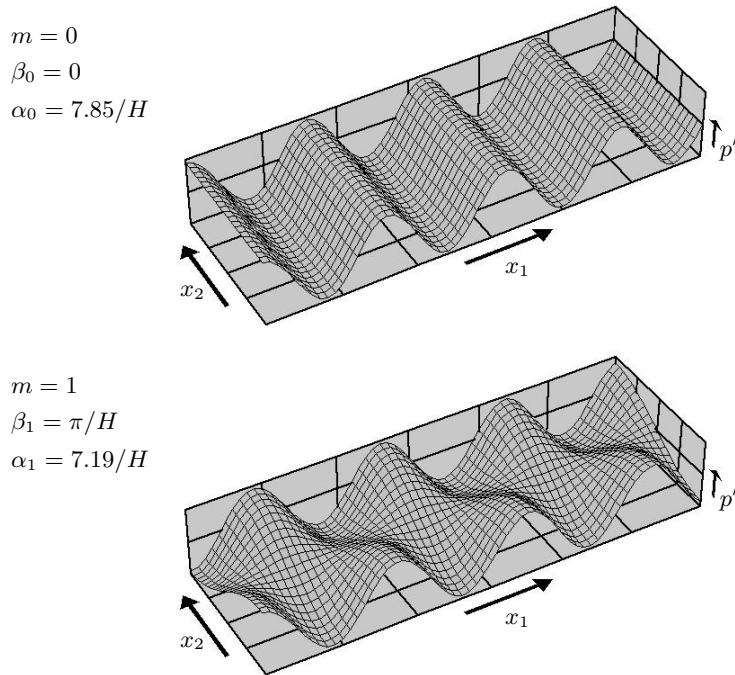 m = 0
β₀ = 0
α₀ = 7.85/H
p′
x₁
x₂
m = 1
β₁ = π/H
α₁ = 7.19/H
p′
x₁
x₂